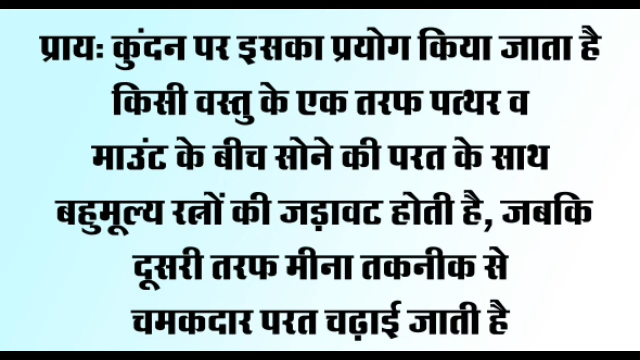 प्रायः कुंदन पर इसका प्रयोग किया जाता है
किसी वस्तु के एक तरफ पत्थर व
माउंट के बीच सोने की परत के साथ
बहुमूल्य रत्नों की जड़ावट होती है, जबकि
दूसरी तरफ मीना तकनीक से
चमकदार परत चढ़ाई जाती है